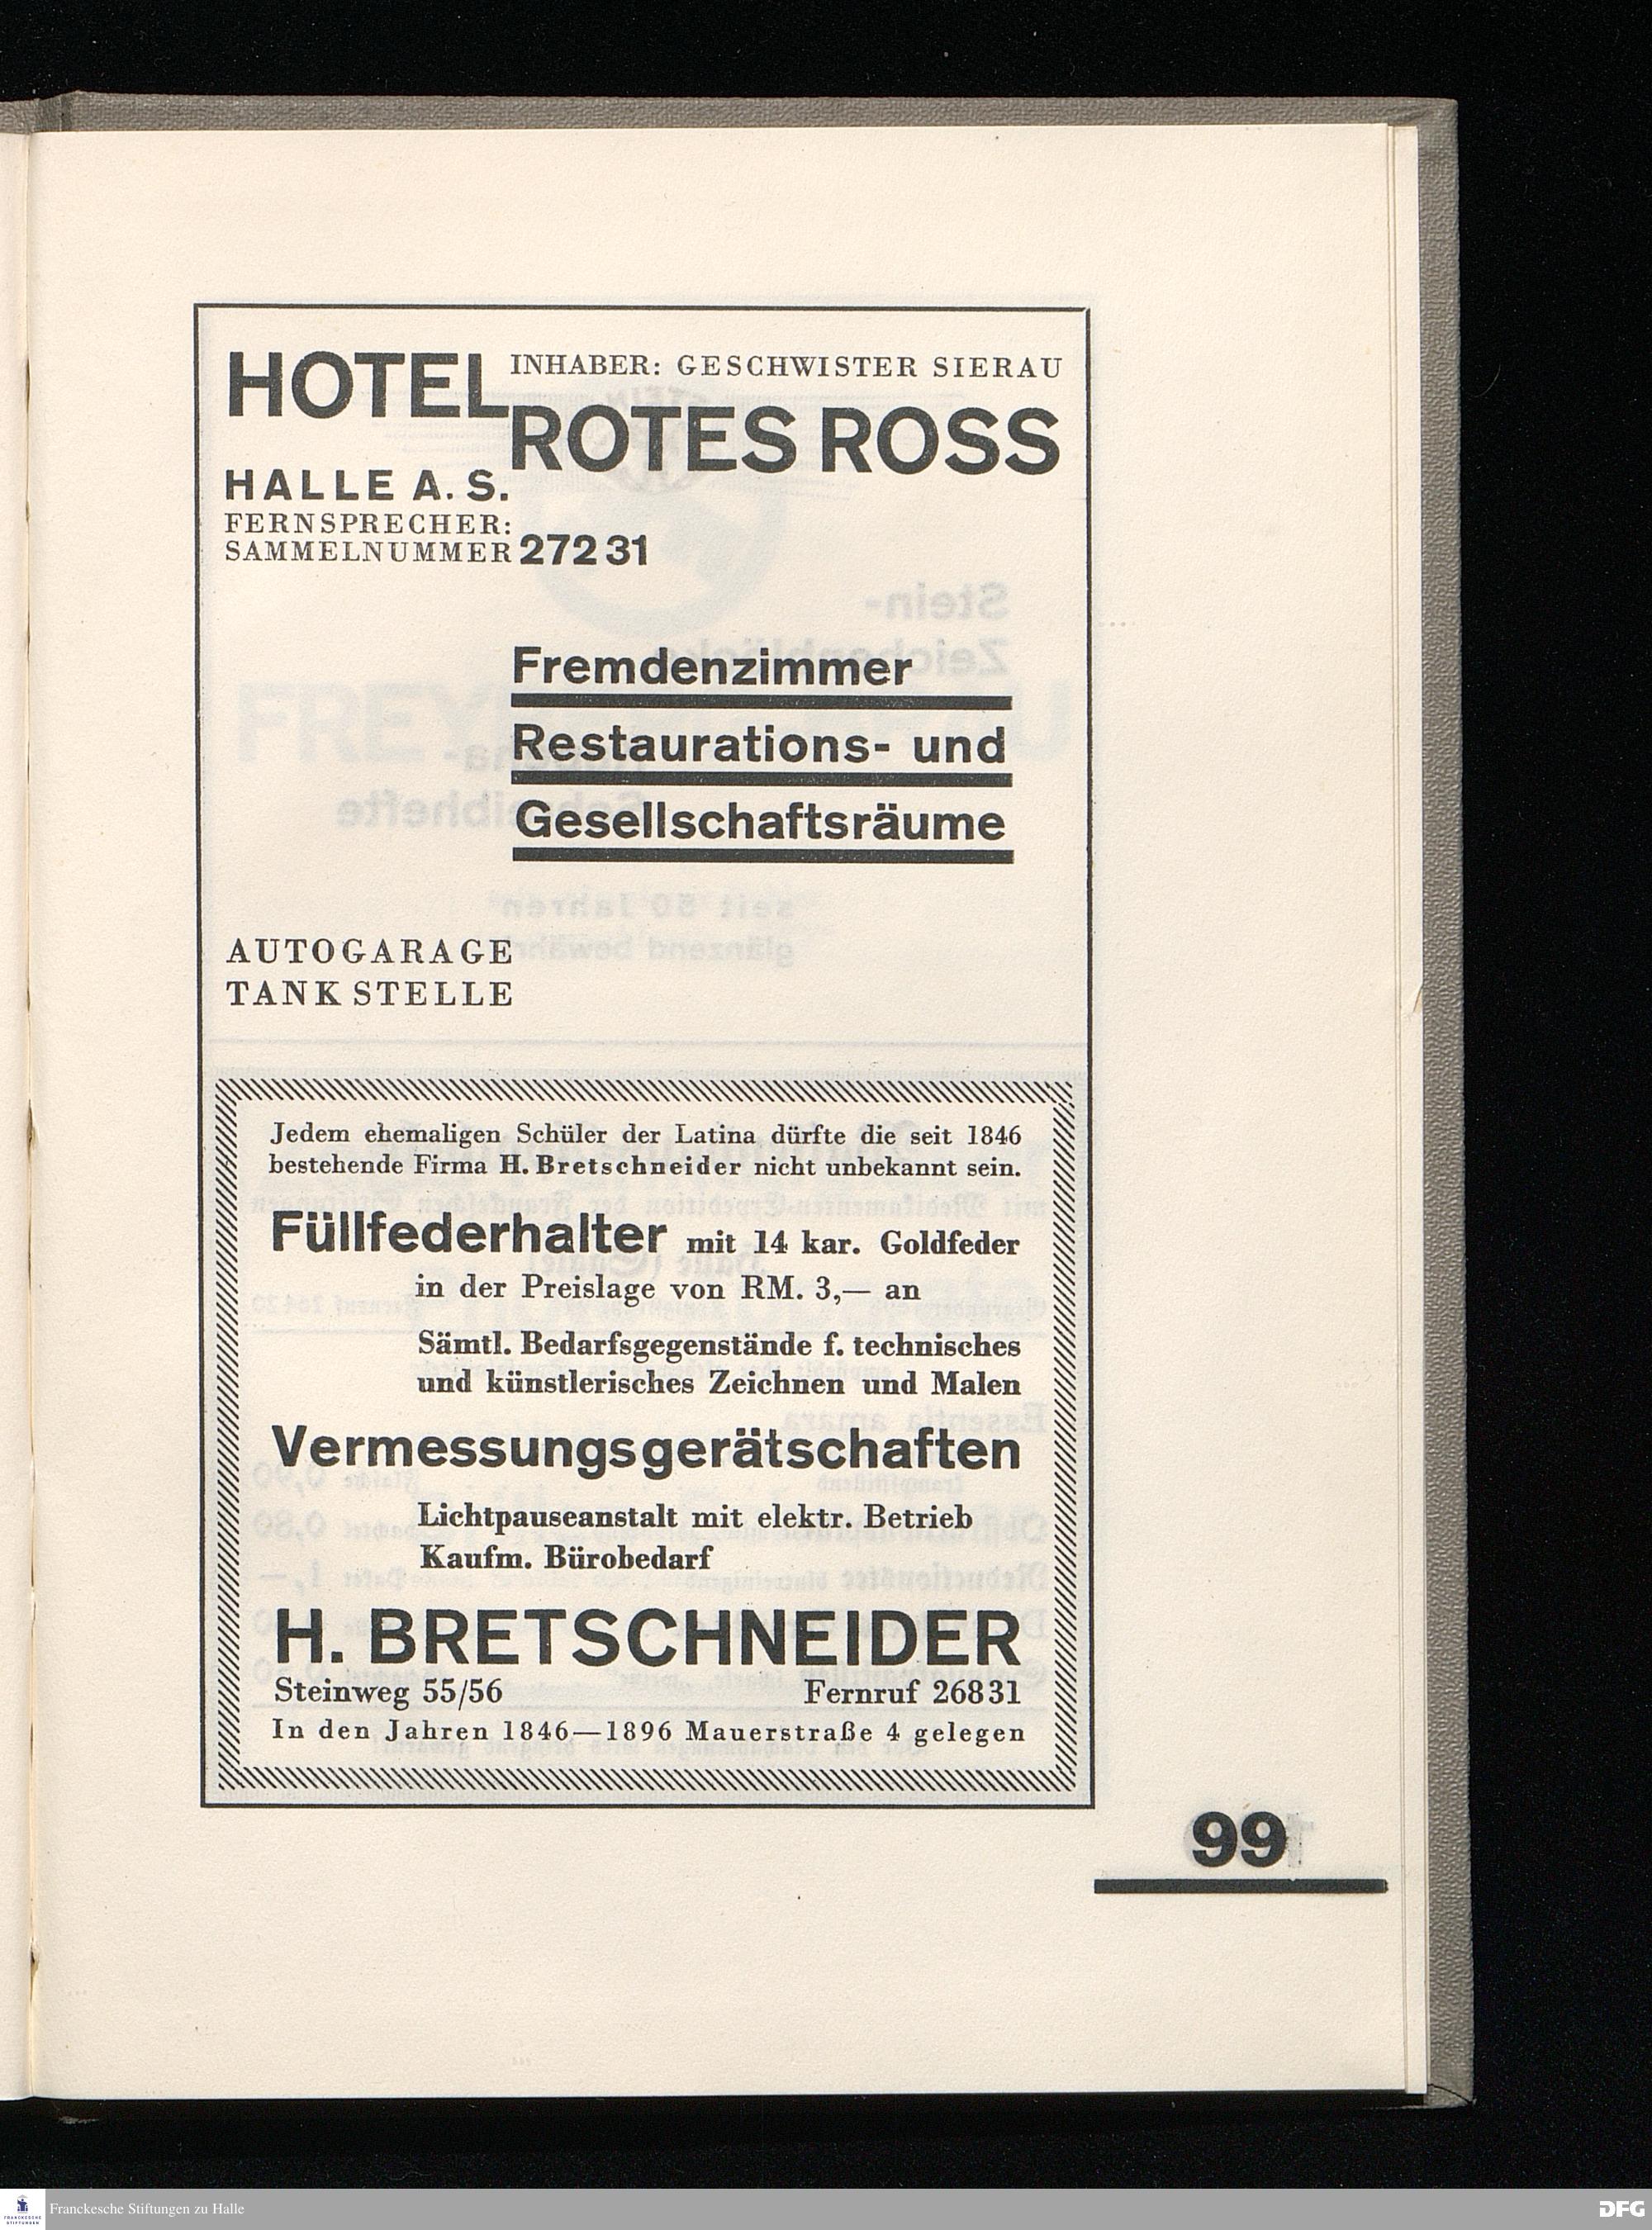 HOTEL INHABER: GESCHWISTER SIERAU
ROTES ROSS
HALLE A. S.
FERNSPRECHER:
SAMMELNUMMER 272 31
Fremdenzimmer
Restaurations- und
Gesellschaftsräume
AUTOGARAGE
TANKSTELLE
Jedem ehemaligen Schüler der Latina dürfte die seit 1846
bestehende Firma H. Bretschneider nicht unbekannt sein.
Füllfederhalter mit 14 kar. Goldfeder
in der Preislage von RM. 3,— an
Sämtl. Bedarfsgegenstände f. technisches
und künstlerisches Zeichnen und Malen
Vermessungsgerätschaften
Lichtpauseanstalt mit elektr. Betrieb
Kaufm. Bürobedarf
H. BRETSCHNEIDER
Steinweg 55/56 Fernruf 26831
In den Jahren 1846—1896 Mauerstraße 4 gelegen
99
Franckesche Stiftungen zu Halle
DFG